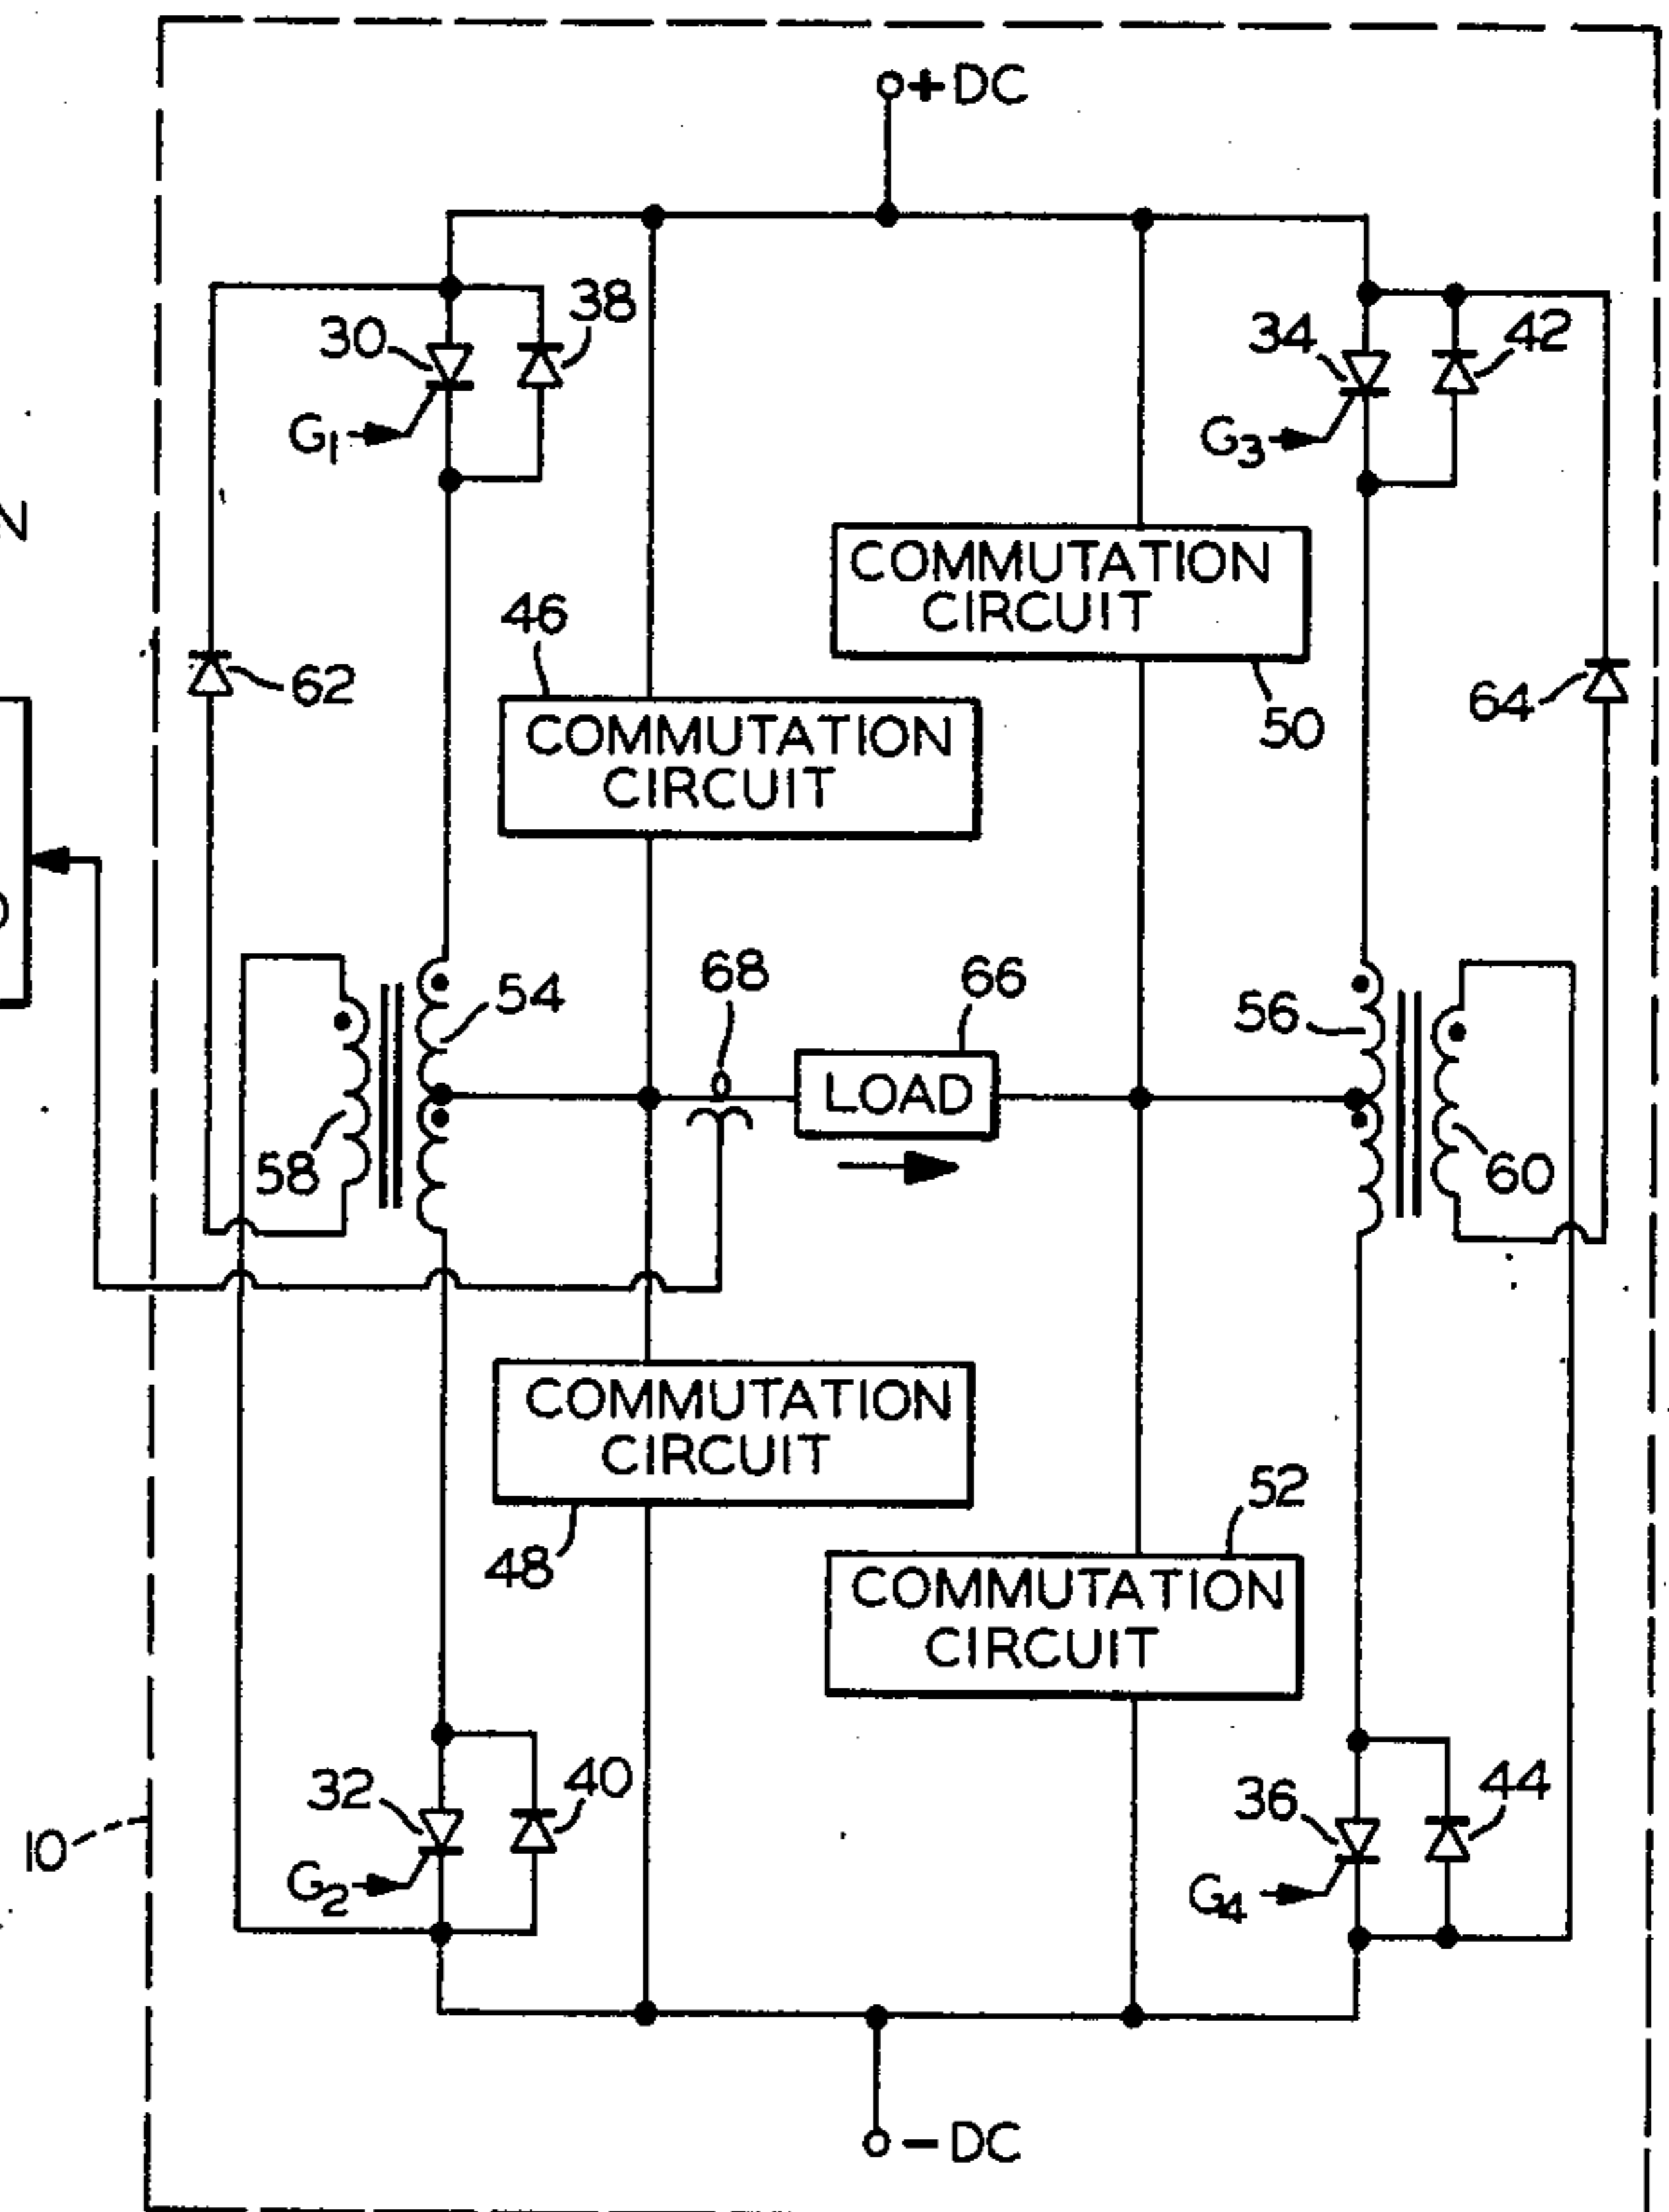 +DC
30
38
34
42
G1
G3
COMMUTATION
CIRCUIT
50
46
COMMUTATION
CIRCUIT
62
64
54
68
66
56
LOAD
58
60
COMMUTATION
CIRCUIT
48
52
COMMUTATION
CIRCUIT
32
40
36
44
10
G2
G4
- DC